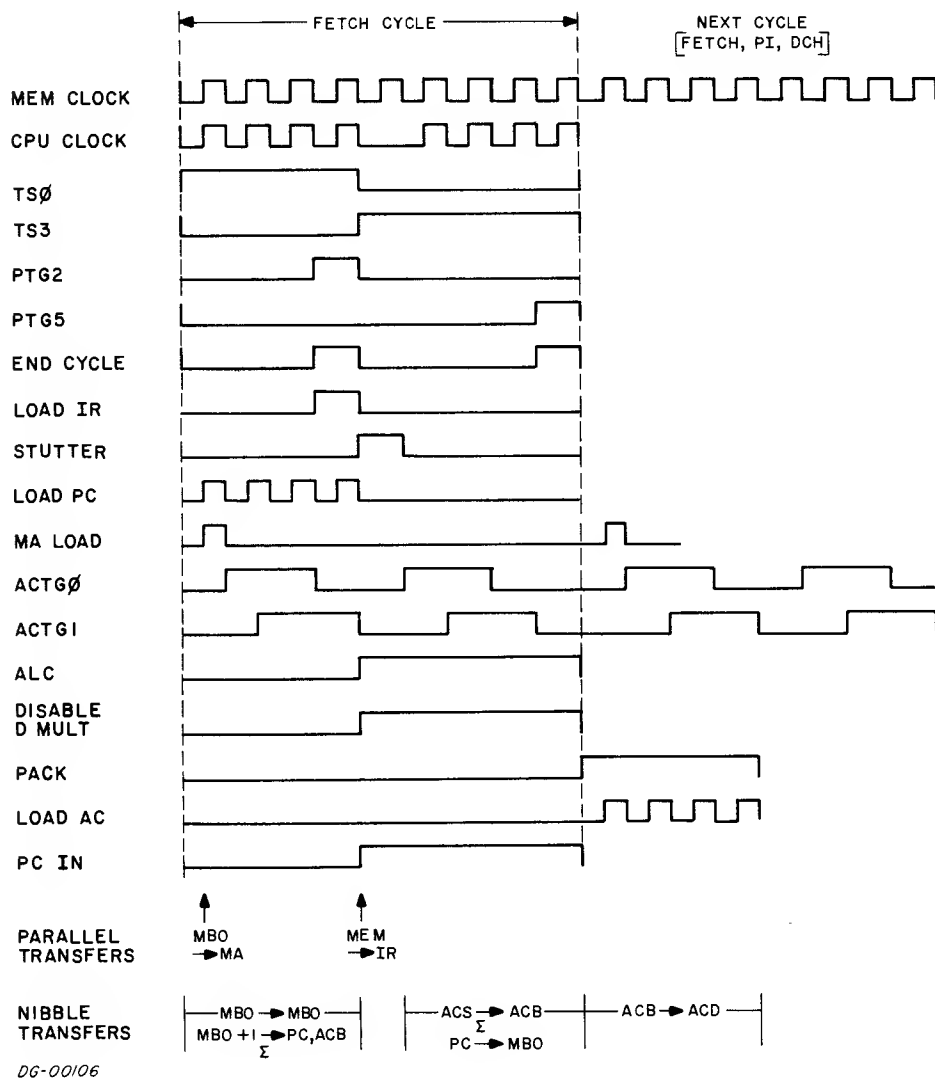 FETCH CYCLE
NEXT CYCLE
[FETCH, PI, DCH]
MEM CLOCK
CPU CLOCK
TSØ
TS3
PTG2
PTG5
END CYCLE
LOAD IR
STUTTER
LOAD PC
MA LOAD
ACTGØ
ACTG1
ALC
DISABLE
D MULT
PACK
LOAD AC
PC IN
PARALLEL
TRANSFERS
MBO
→MA
MEM
→IR
NIBBLE
TRANSFERS
MBO → MBO
MBO +1 → PC, ACB
Σ
ACS → ACB
Σ
PC → MBO
ACB → ACD
DG-00106